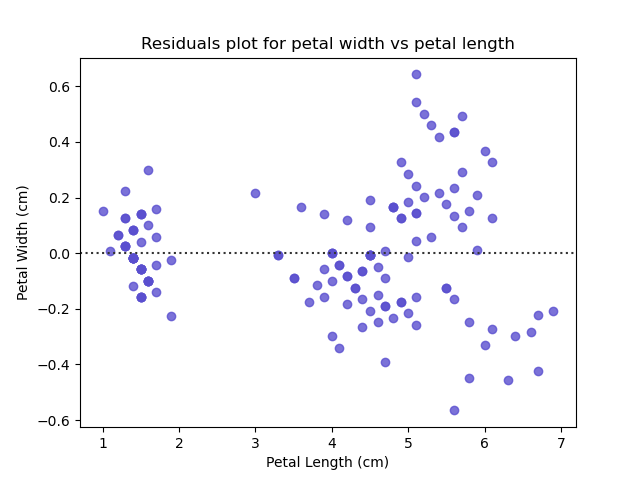 Residuals plot for petal width vs petal length
Petal Width (cm)
0.6
0.4
0.2
0.0
−0.2
−0.4
−0.6
1 2 3 4 5 6 7
Petal Length (cm)